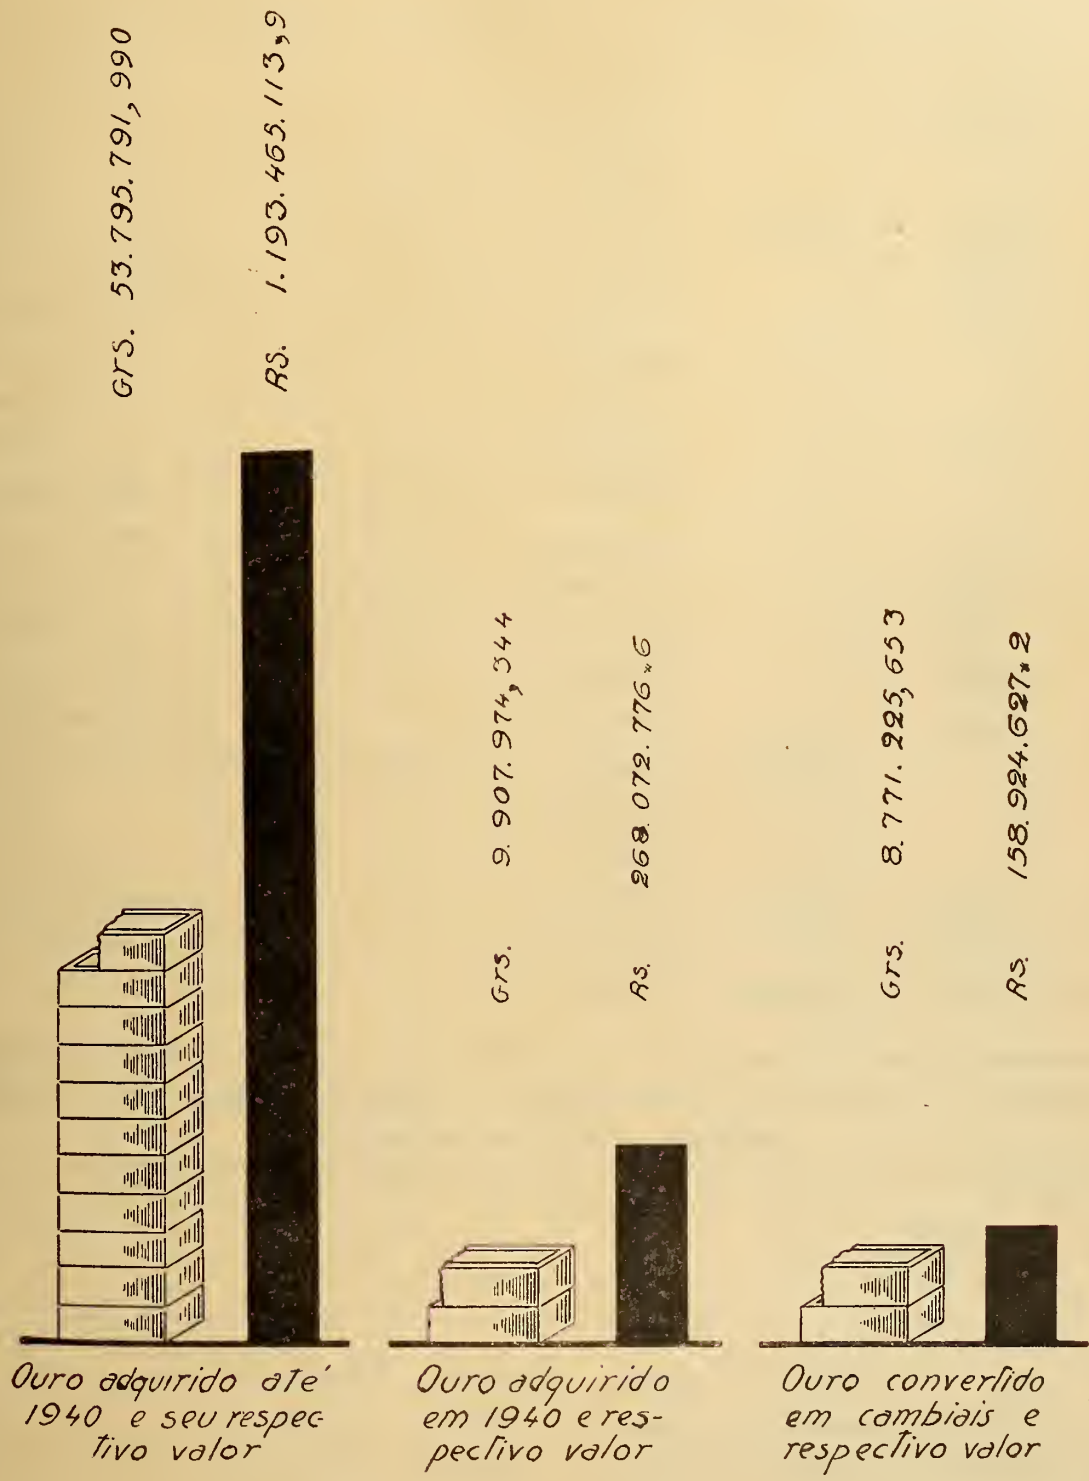 Grs. 53.795.791,990
Rs. 1.193.465.113,9
Grs. 9.907.974,344
Rs. 268.072.776*6
Grs. 8.771.225,653
Rs. 158.924.627*2
Ouro adquirido até
1940 e seu respec-
tivo valor
Ouro adquirido
em 1940 e res-
pectivo valor
Ouro convertido
em cambiais e
respectivo valor